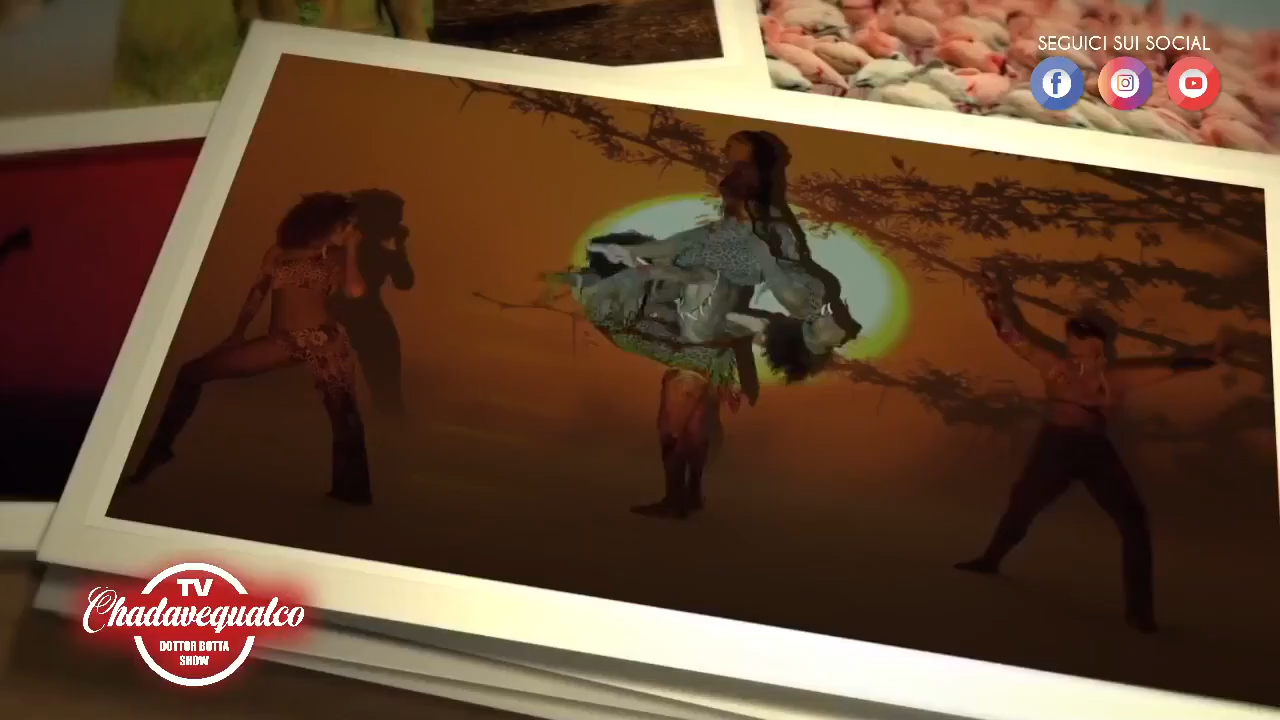 SEGUICI SUI SOCIAL
TV
Chadavequalco
DOTTOR BOTTA
SHOW